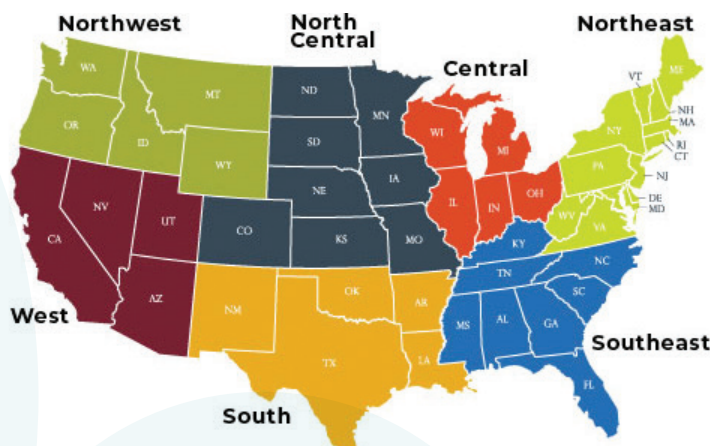 Northwest
North
Central
Central
Northeast
WA
MT
ND
MN
VT
ME
NH
MA
OR
ID
SD
WI
MI
NY
RI
CT
WY
NE
IA
PA
NJ
NV
UT
CO
IL
IN
OH
DE
MD
CA
KS
MO
WV
VA
KY
AZ
NM
OK
AR
TN
NC
SC
West
MS
AL
GA
Southeast
TX
LA
FL
South